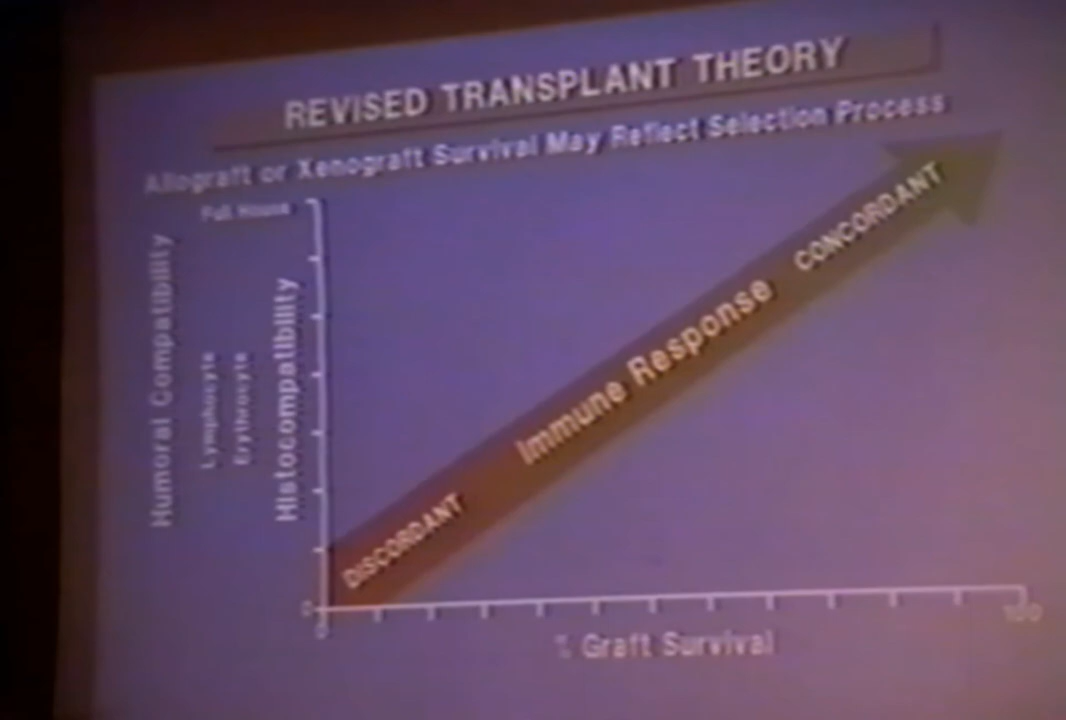 REVISED TRANSPLANT THEORY
Allograft or Xenograft Survival May Reflect Selection Process
Full House
Humoral Compatibility
Lymphocyte
Erythrocyte
Histocompatibility
CONCORDANT
Immune Response
DISCORDANT
0
0
100
% Graft Survival